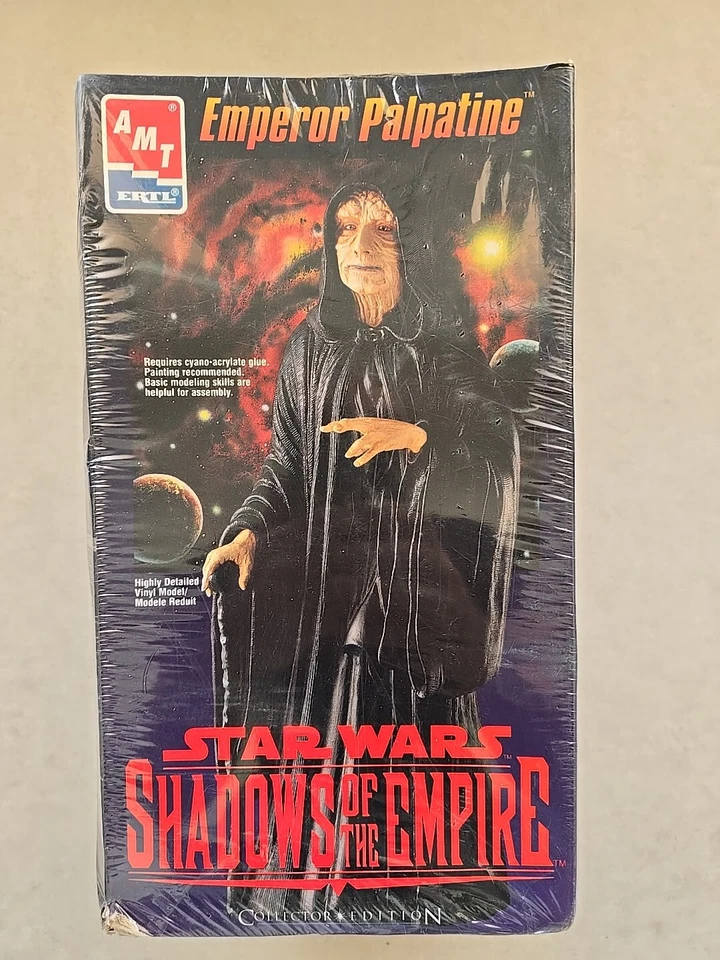 AMT®
ERTL®
Emperor Palpatine™
Requires cyano-acrylate glue.
Painting recommended.
Basic modeling skills are
helpful for assembly.
Highly Detailed
Vinyl Model/
Modele Reduit
STAR WARS™
SHADOWS OF THE EMPIRE™
COLLECTOR EDITION